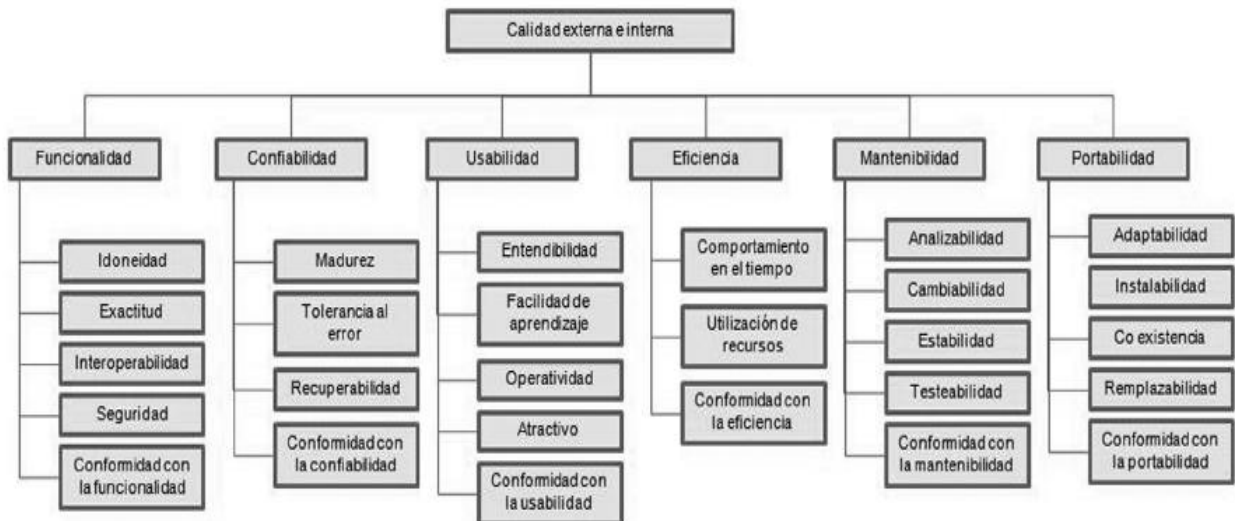 Calidad externa e interna
Funcionalidad
Confiabilidad
Usabilidad
Eficiencia
Mantenibilidad
Portabilidad
Idoneidad
Exactitud
Interoperabilidad
Seguridad
Conformidad con
la funcionalidad
Madurez
Tolerancia al
error
Recuperabilidad
Conformidad con
la confiabilidad
Entendibilidad
Facilidad de
aprendizaje
Operatividad
Atractivo
Conformidad con
la usabilidad
Comportamiento
en el tiempo
Utilización de
recursos
Conformidad con
la eficiencia
Analizabilidad
Cambiabilidad
Estabilidad
Testeabilidad
Conformidad con
la mantenibilidad
Adaptabilidad
Instalabilidad
Co existencia
Remplazabilidad
Conformidad con
la portabilidad